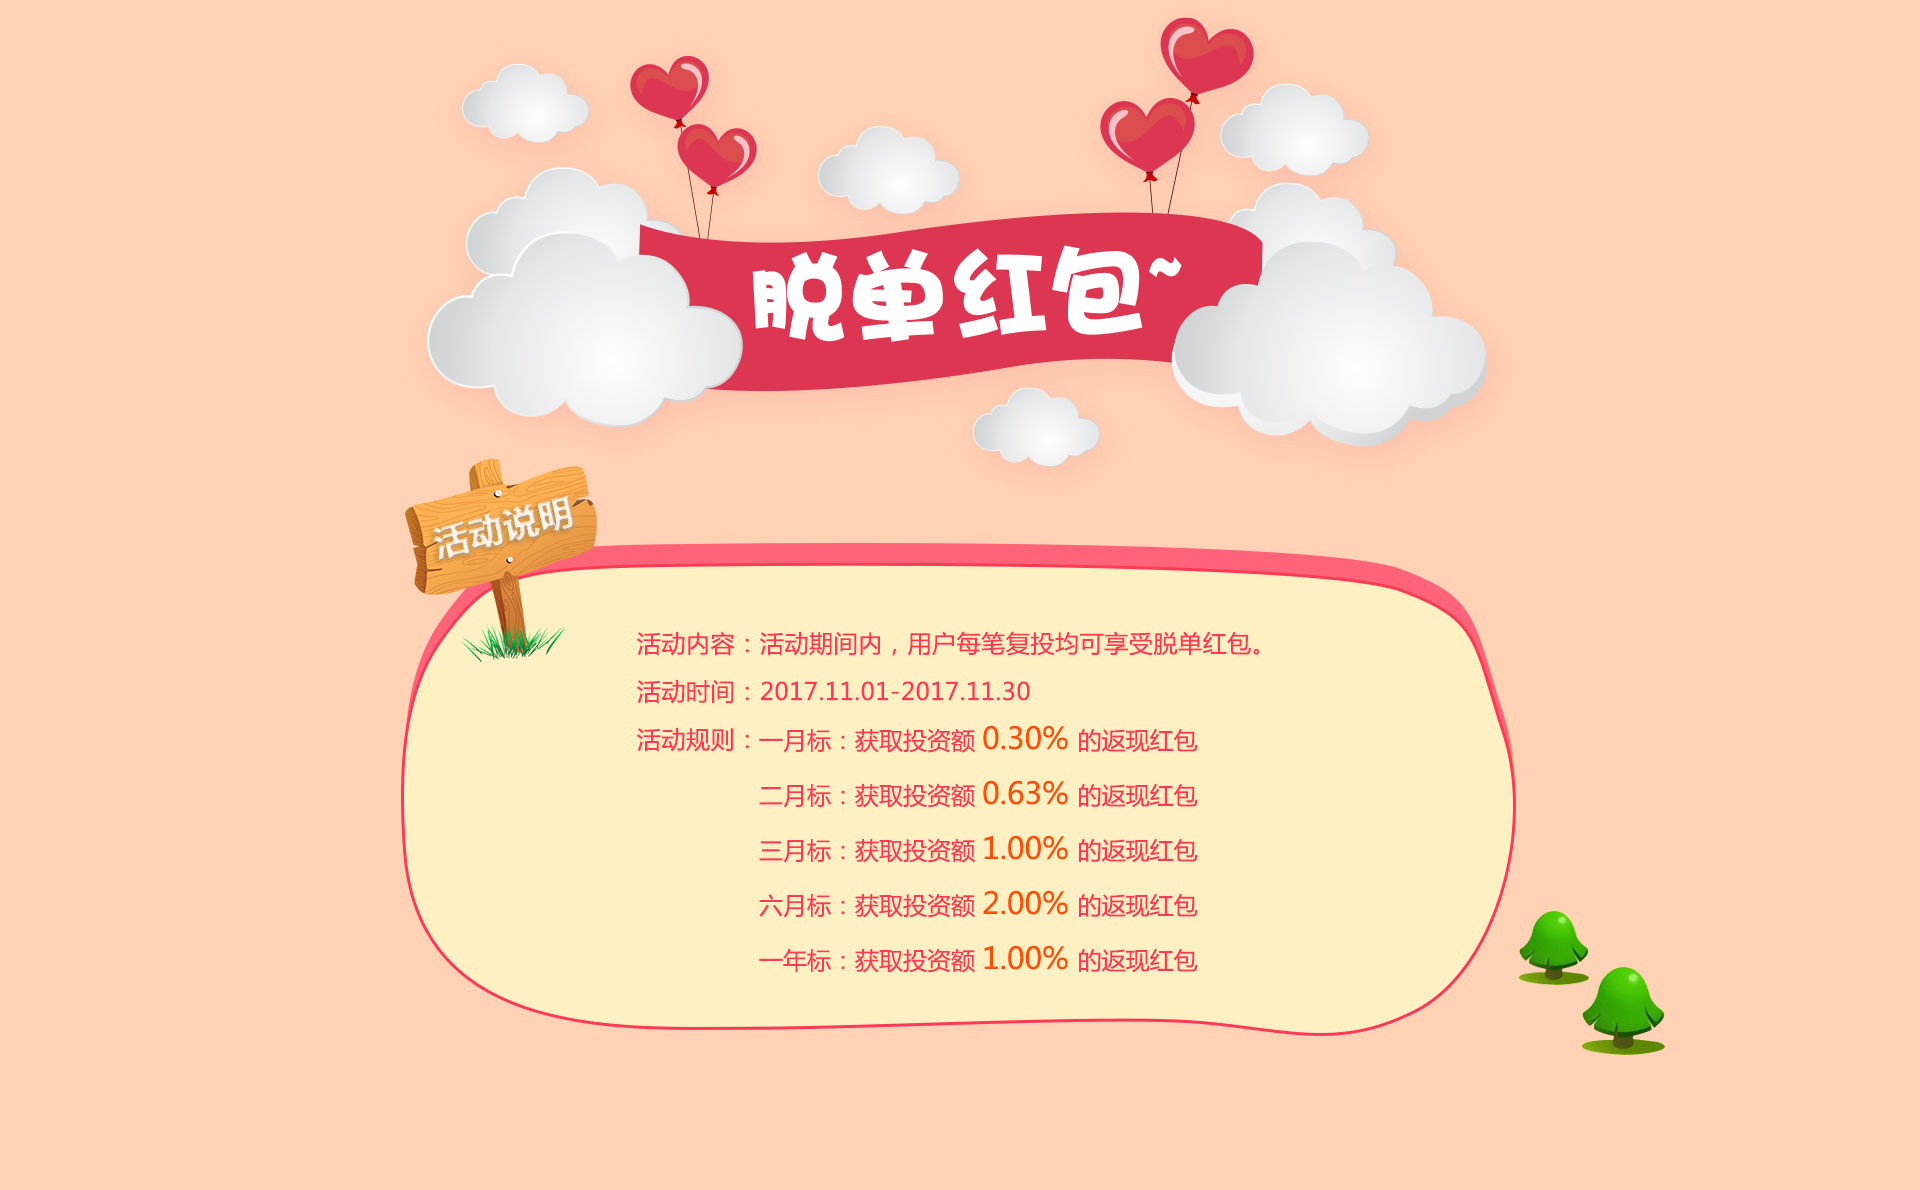 脱单红包~
活动说明
活动内容：活动期间内，用户每笔复投均可享受脱单红包。
活动时间：2017.11.01-2017.11.30
活动规则：一月标：获取投资额 0.30% 的返现红包
二月标：获取投资额 0.63% 的返现红包
三月标：获取投资额 1.00% 的返现红包
六月标：获取投资额 2.00% 的返现红包
一年标：获取投资额 1.00% 的返现红包